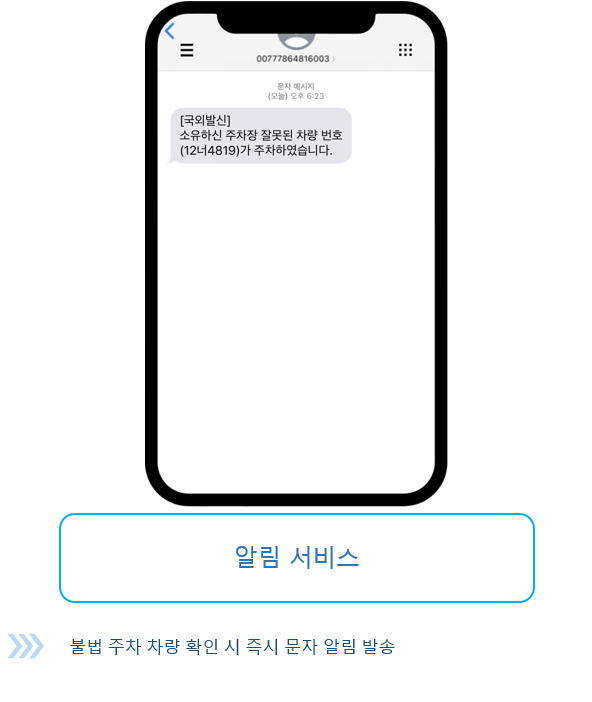 00777864816003
문자 메시지
(오늘) 오후 6:23
[국외발신]
소유하신 주차장 잘못된 차량 번호
(12너4819)가 주차하였습니다.
알림 서비스
불법 주차 차량 확인 시 즉시 문자 알림 발송